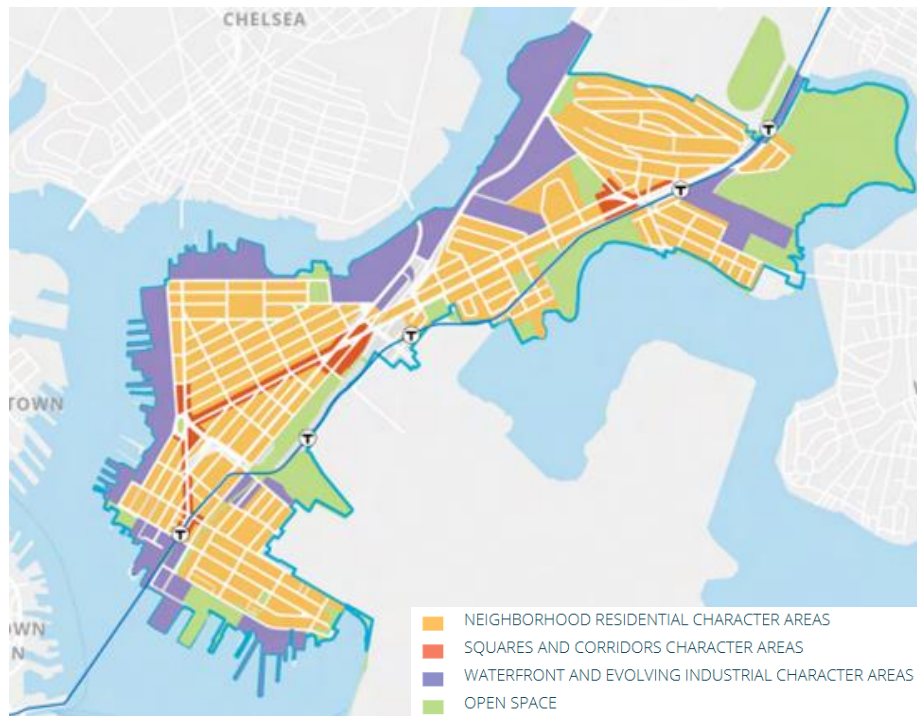 CHELSEA
TOWN
OWN
N
T
T
T
T
T
NEIGHBORHOOD RESIDENTIAL CHARACTER AREAS
SQUARES AND CORRIDORS CHARACTER AREAS
WATERFRONT AND EVOLVING INDUSTRIAL CHARACTER AREAS
OPEN SPACE